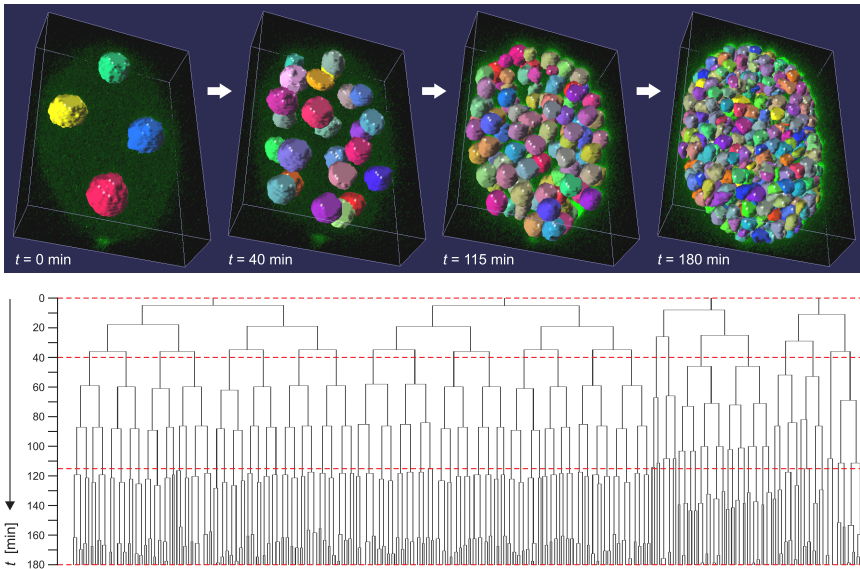 t = 0 min
t = 40 min
t = 115 min
t = 180 min
0
20
40
60
80
100
120
140
160
180
t [min]